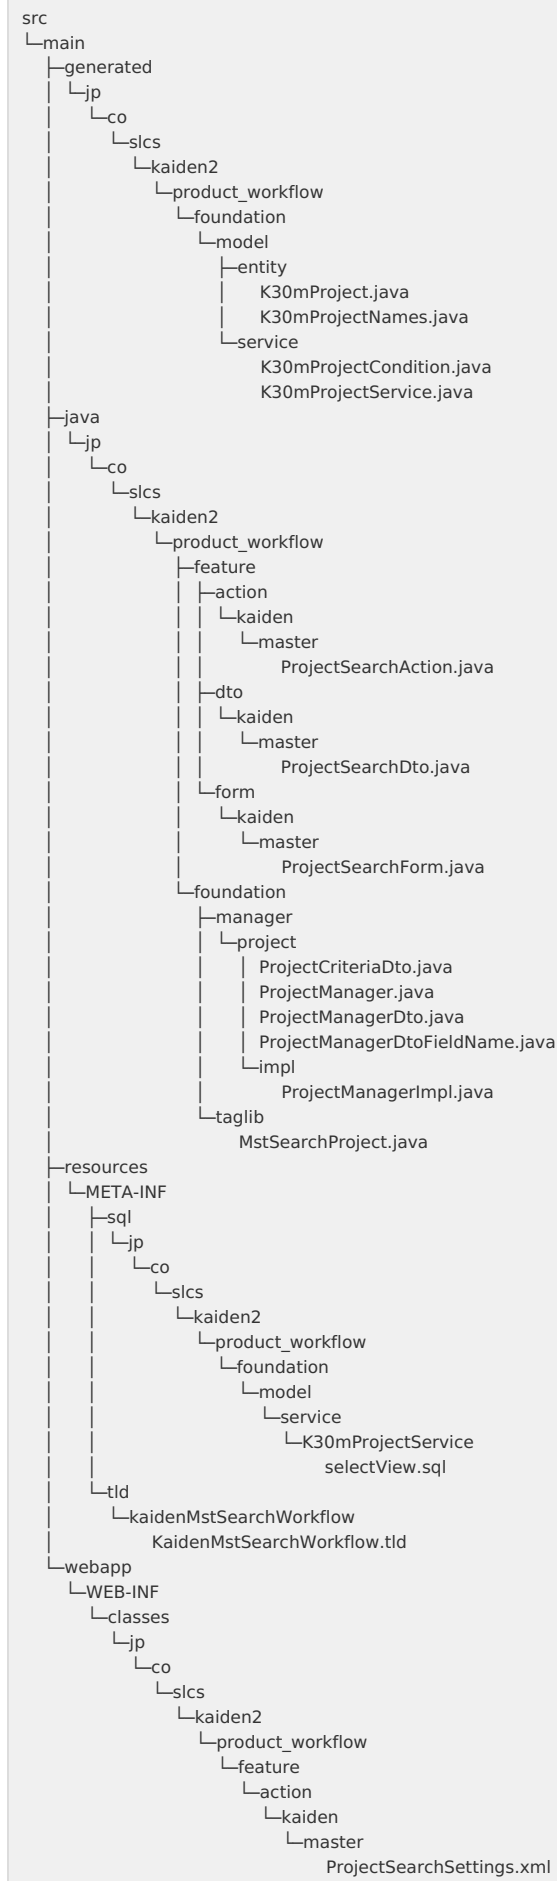 src
└─main
├─generated
│ └─jp
│ └─co
│ └─slcs
│ └─kaiden2
│ └─product_workflow
│ └─foundation
│ └─model
│ ├─entity
│ │ K30mProject.java
│ │ K30mProjectNames.java
│ └─service
│ K30mProjectCondition.java
│ K30mProjectService.java
├─java
│ └─jp
│ └─co
│ └─slcs
│ └─kaiden2
│ └─product_workflow
│ ├─feature
│ │ ├─action
│ │ │ └─kaiden
│ │ │ └─master
│ │ │ ProjectSearchAction.java
│ │ ├─dto
│ │ │ └─kaiden
│ │ │ └─master
│ │ │ ProjectSearchDto.java
│ │ └─form
│ │ └─kaiden
│ │ └─master
│ │ ProjectSearchForm.java
│ └─foundation
│ ├─manager
│ │ └─project
│ │ │ ProjectCriteriaDto.java
│ │ │ ProjectManager.java
│ │ │ ProjectManagerDto.java
│ │ │ ProjectManagerDtoFieldName.java
│ │ └─impl
│ │ ProjectManagerImpl.java
│ └─taglib
│ MstSearchProject.java
├─resources
│ └─META-INF
│ ├─sql
│ │ └─jp
│ │ └─co
│ │ └─slcs
│ │ └─kaiden2
│ │ └─product_workflow
│ │ └─foundation
│ │ └─model
│ │ └─service
│ │ └─K30mProjectService
│ │ selectView.sql
│ └─tld
│ └─kaidenMstSearchWorkflow
│ KaidenMstSearchWorkflow.tld
└─webapp
└─WEB-INF
└─classes
└─jp
└─co
└─slcs
└─kaiden2
└─product_workflow
└─feature
└─action
└─kaiden
└─master
ProjectSearchSettings.xml